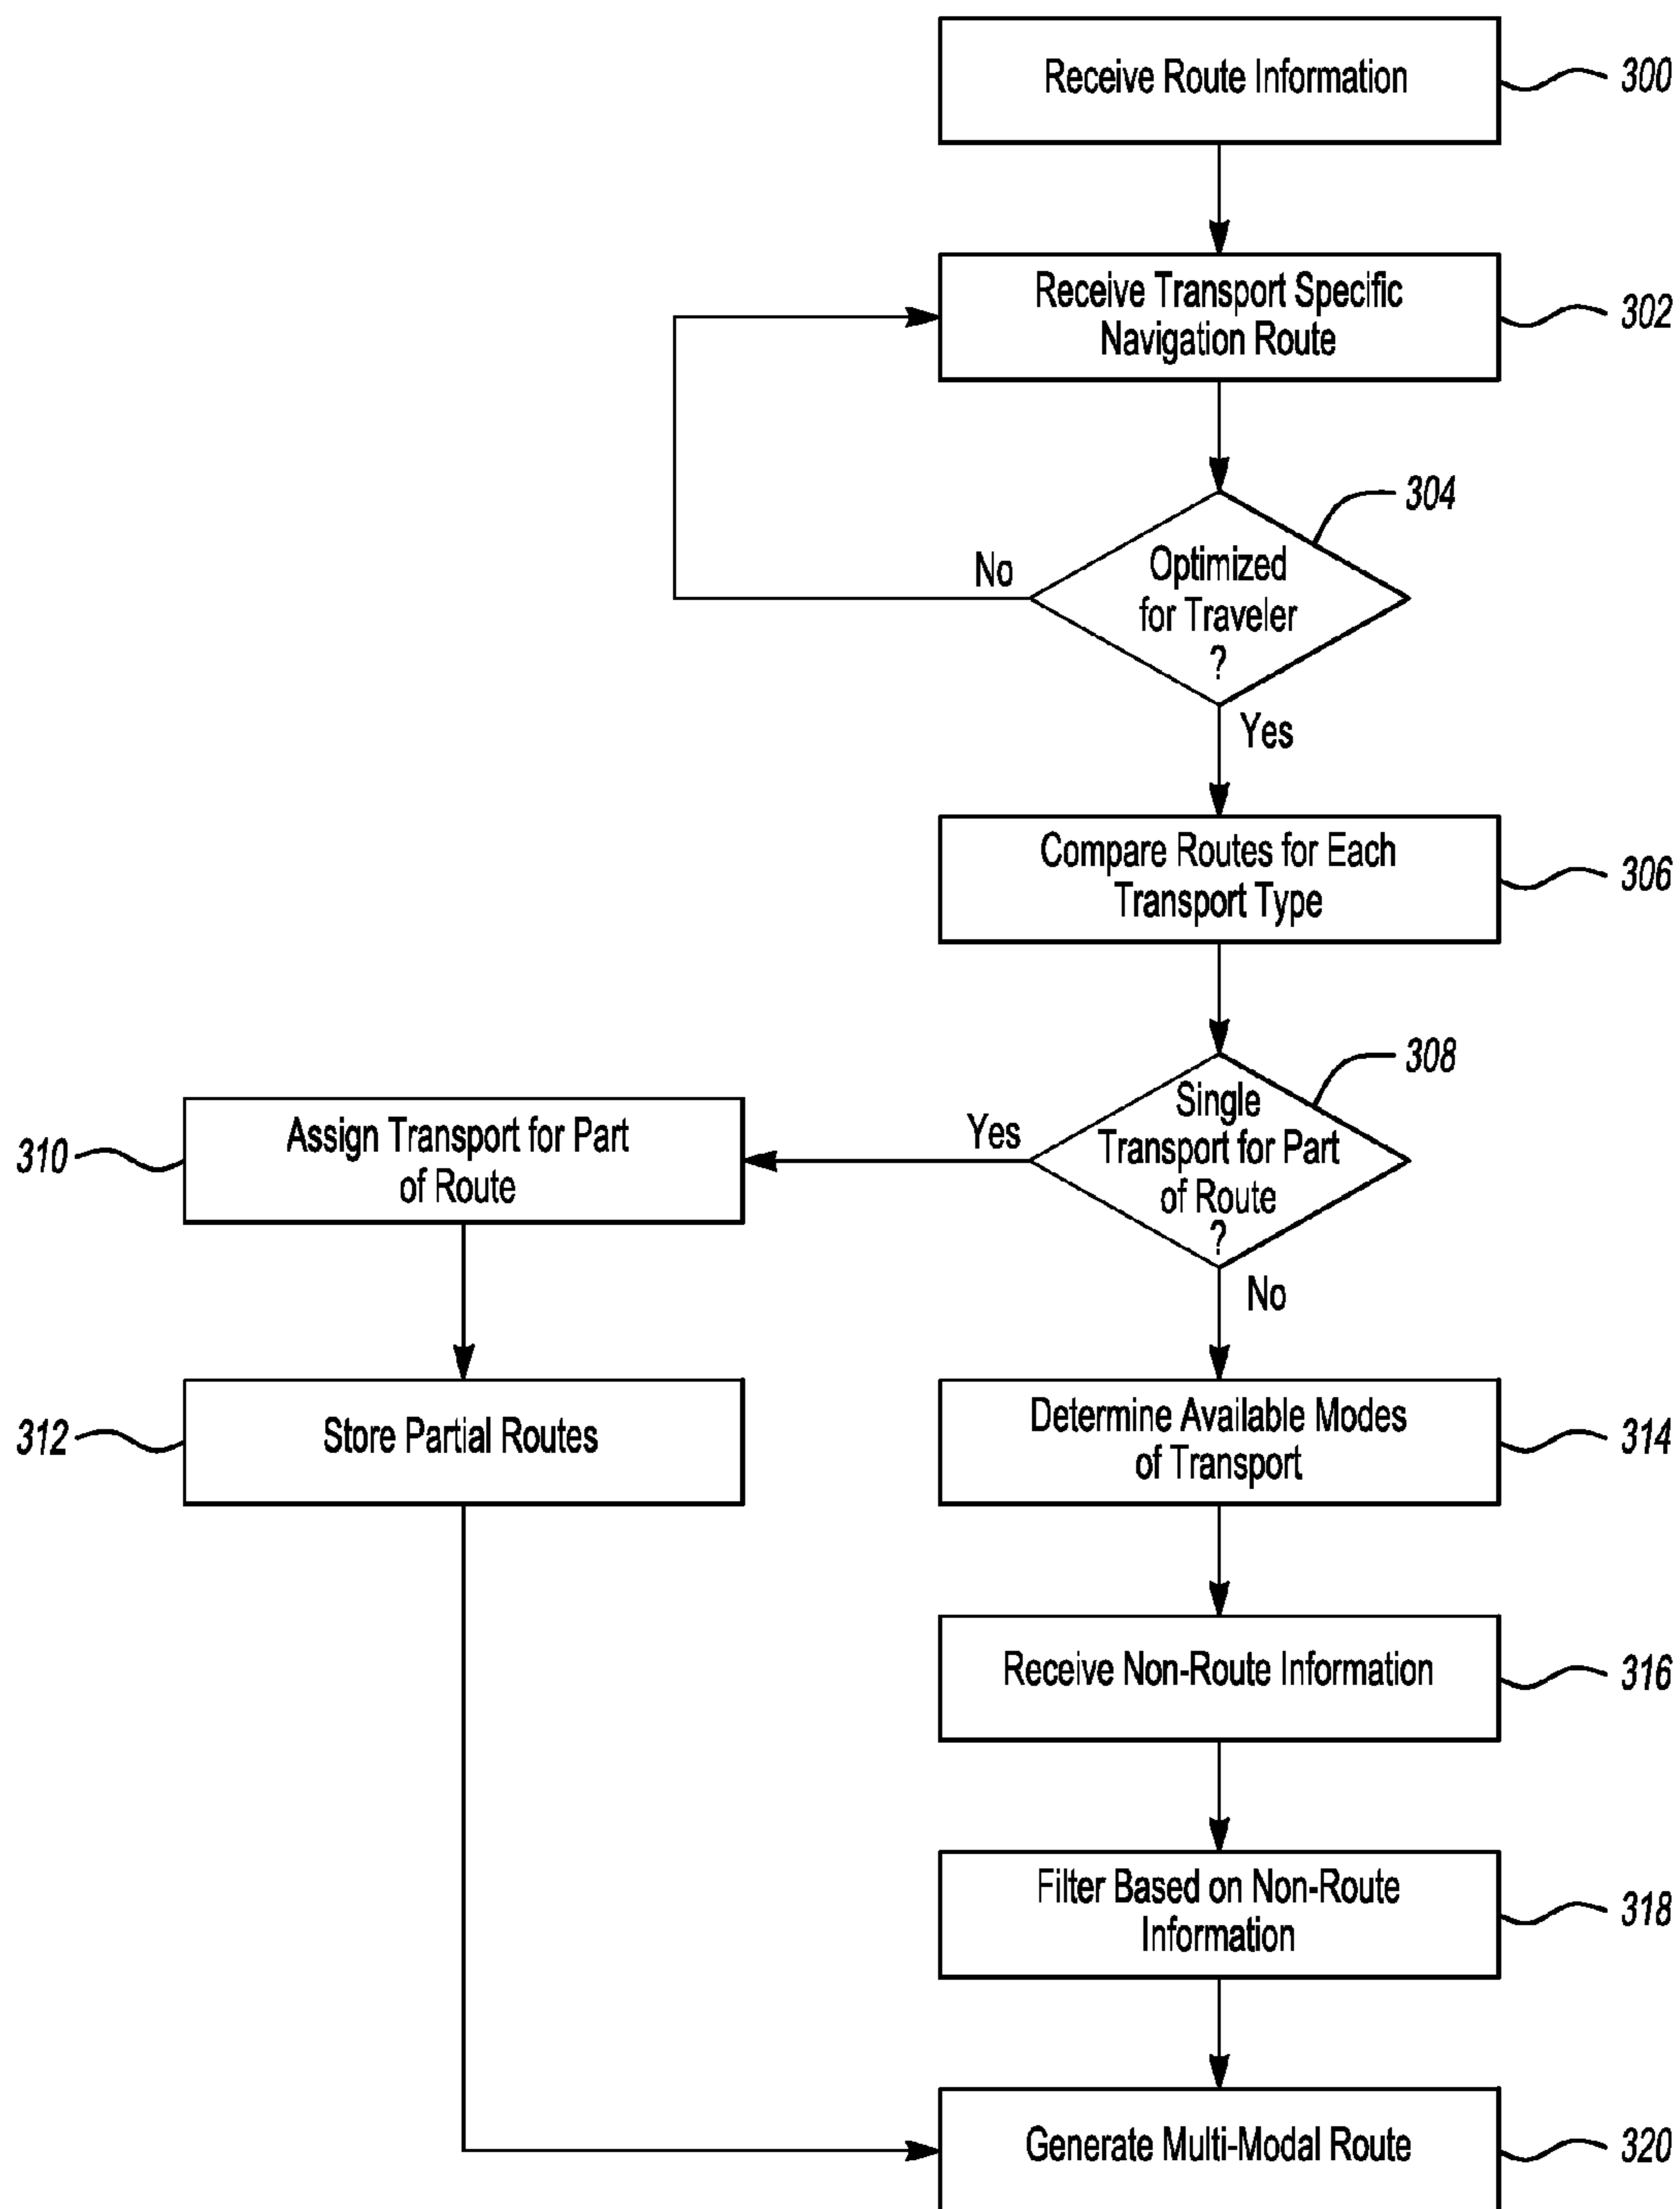 Receive Route Information
300
Receive Transport Specific
Navigation Route
302
304
Optimized
for Traveler
?
No
Yes
Compare Routes for Each
Transport Type
306
308
Single
Transport for Part
of Route
?
Yes
No
310
Assign Transport for Part
of Route
312
Store Partial Routes
Determine Available Modes
of Transport
314
Receive Non-Route Information
316
Filter Based on Non-Route
Information
318
Generate Multi-Modal Route
320